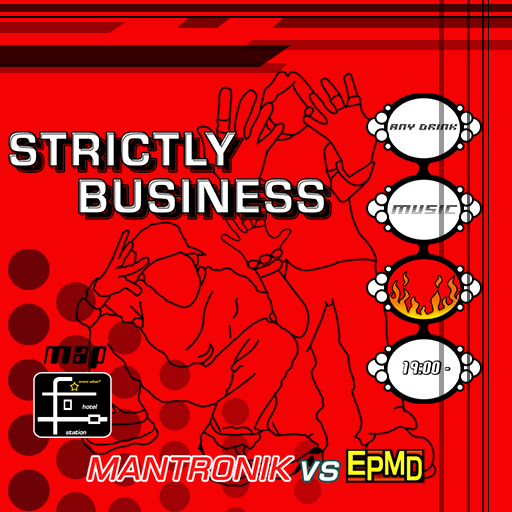 STRICTLY
BUSINESS
ANY DRINK
MUSIC
19:00 -
map
hotel
station
MANTRONIK VS EPMD